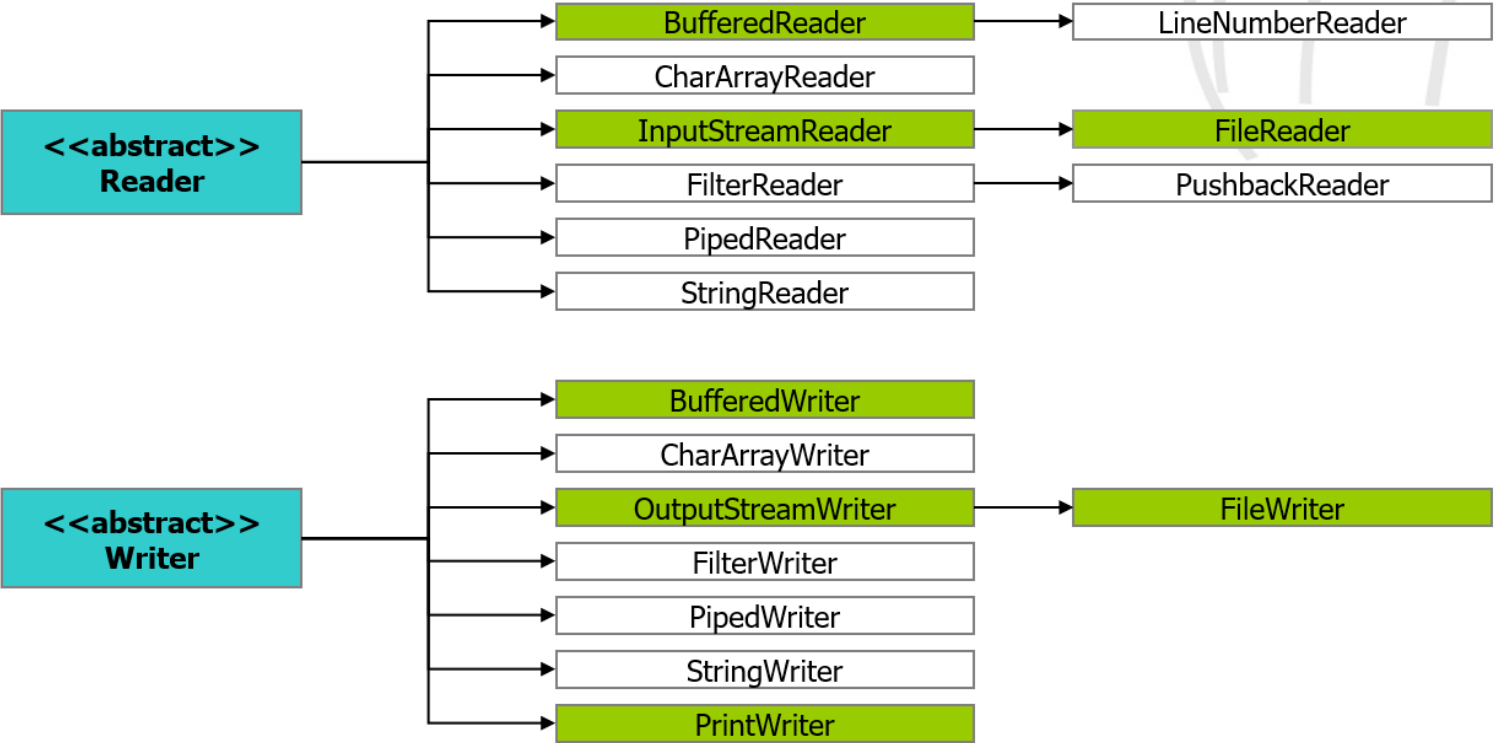 BufferedReader
LineNumberReader
CharArrayReader
<<abstract>>
Reader
InputStreamReader
FileReader
FilterReader
PushbackReader
PipedReader
StringReader
BufferedWriter
CharArrayWriter
<<abstract>>
Writer
OutputStreamWriter
FileWriter
FilterWriter
PipedWriter
StringWriter
PrintWriter